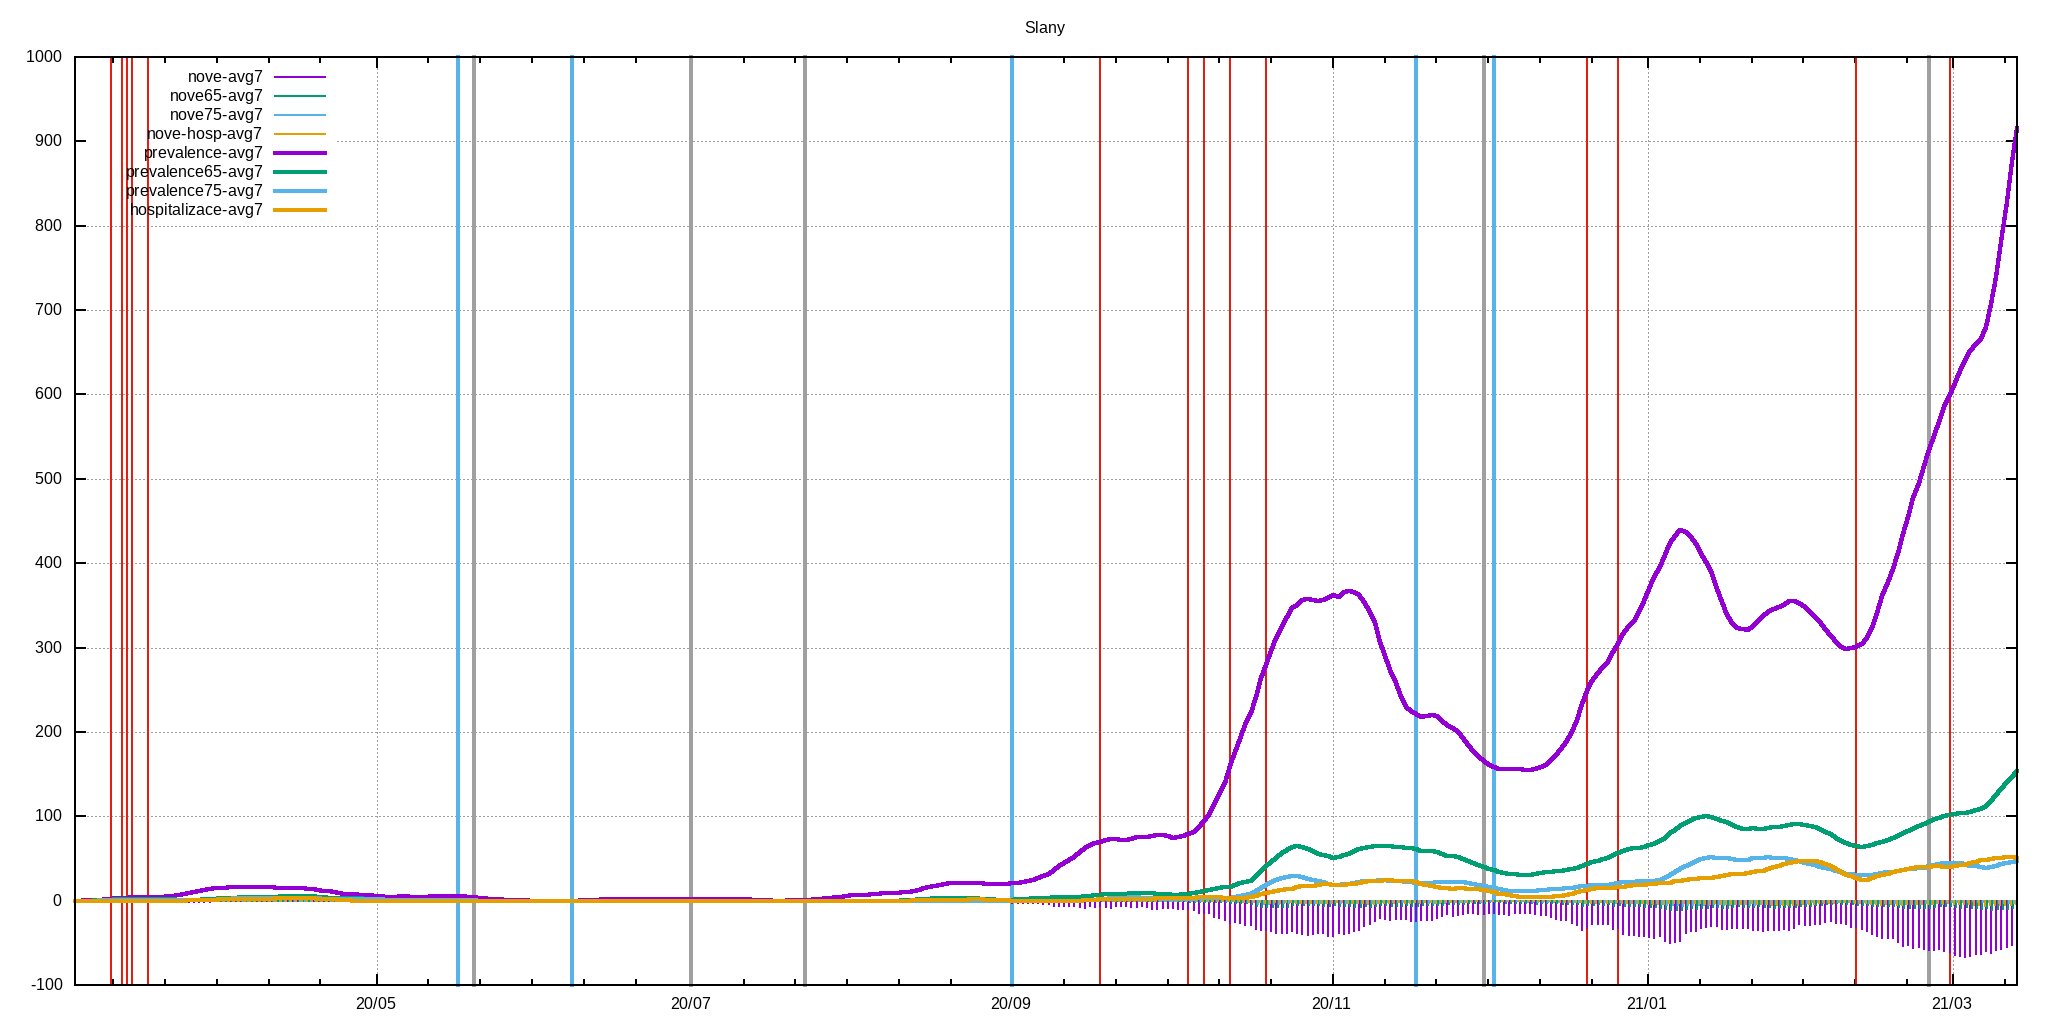 Slany
nove-avg7
nove65-avg7
nove75-avg7
nove-hosp-avg7
prevalence-avg7
prevalence65-avg7
prevalence75-avg7
hospitalizace-avg7
1000
900
800
700
600
500
400
300
200
100
0
-100
20/05 20/07 20/09 20/11 21/01 21/03